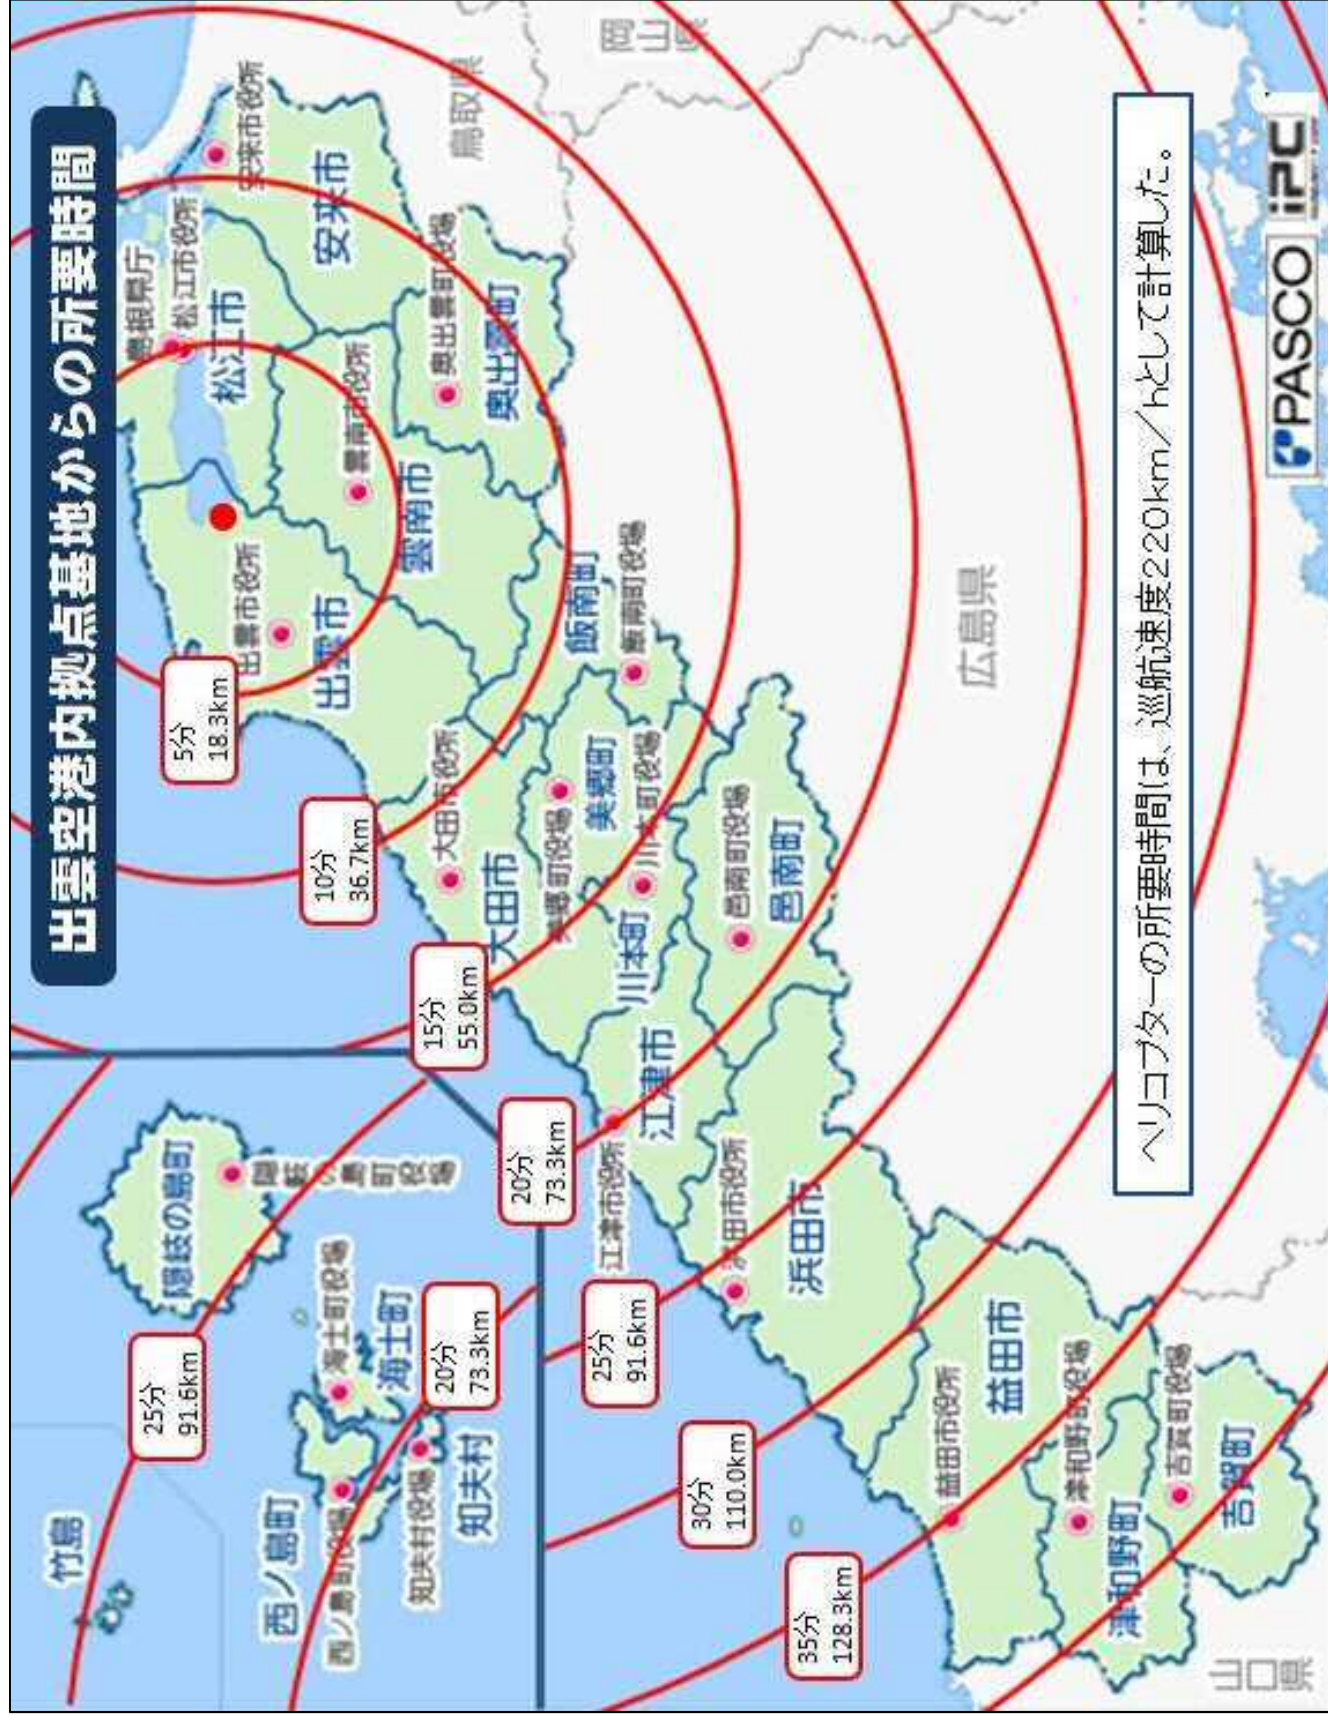 出雲空港内拠点基地からの所要時間
竹島
隠岐の島町
隠岐の島町役場
25分
91.6km
海士町役場
海士町
西ノ島町
西ノ島町役場
知夫村役場
知夫村
20分
73.3km
5分
18.3km
10分
36.7km
15分
55.0km
20分
73.3km
25分
91.6km
30分
110.0km
35分
128.3km
島根県庁
松江市役所
松江市
安来市役所
安来市
出雲市役所
出雲市
雲南市役所
雲南市
奥出雲町役場
奥出雲町
飯南町
飯南町役場
大田市役所
大田市
美郷町役場
美郷町
川本町役場
川本町
邑南町役場
邑南町
江津市役所
江津市
浜田市役所
浜田市
益田市役所
益田市
津和野町役場
津和野町
吉賀町役場
吉賀町
鳥取県
岡山県
広島県
山口県
ヘリコプターの所要時間は、巡航速度220km/hとして計算した。
PASCO
iPC